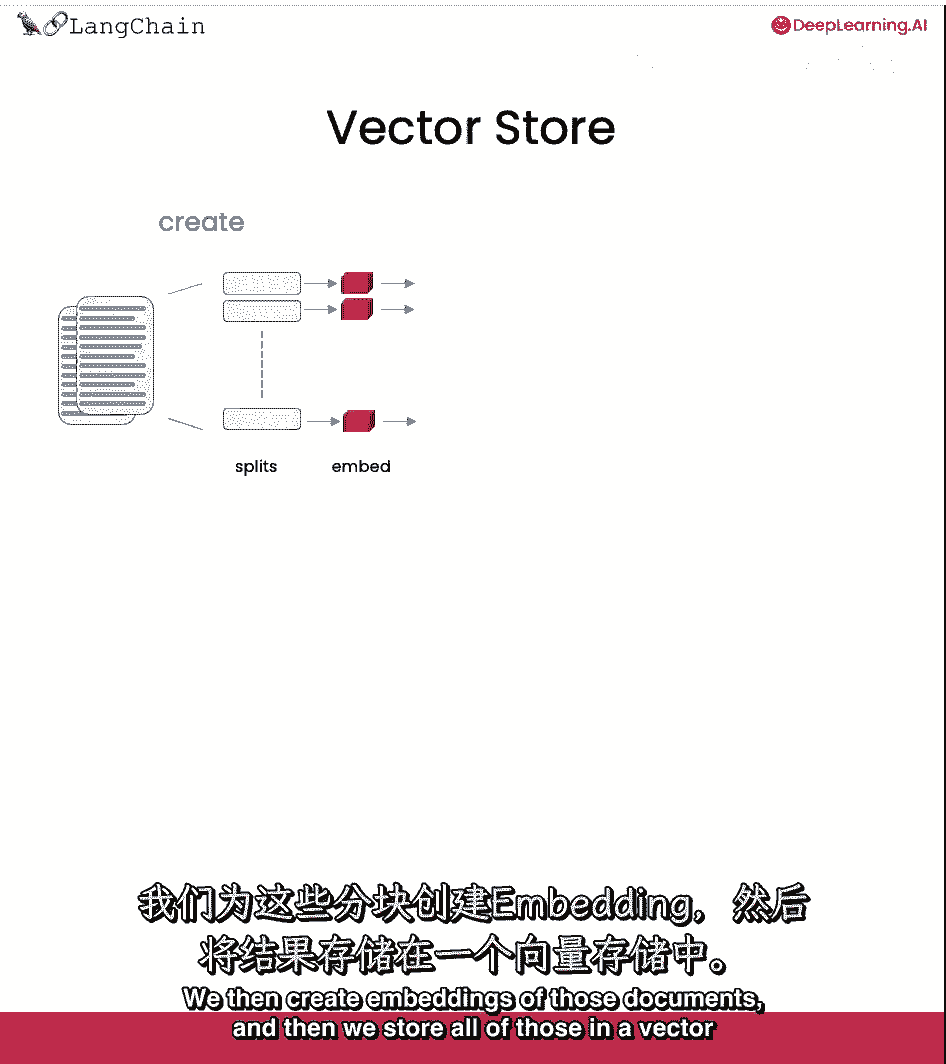 LangChain
DeepLearning.AI
Vector Store
create
splits
embed
我们为这些分块创建Embedding，然后
将结果存储在一个向量存储中。
We then create embeddings of those documents,
and then we store all of those in a vector